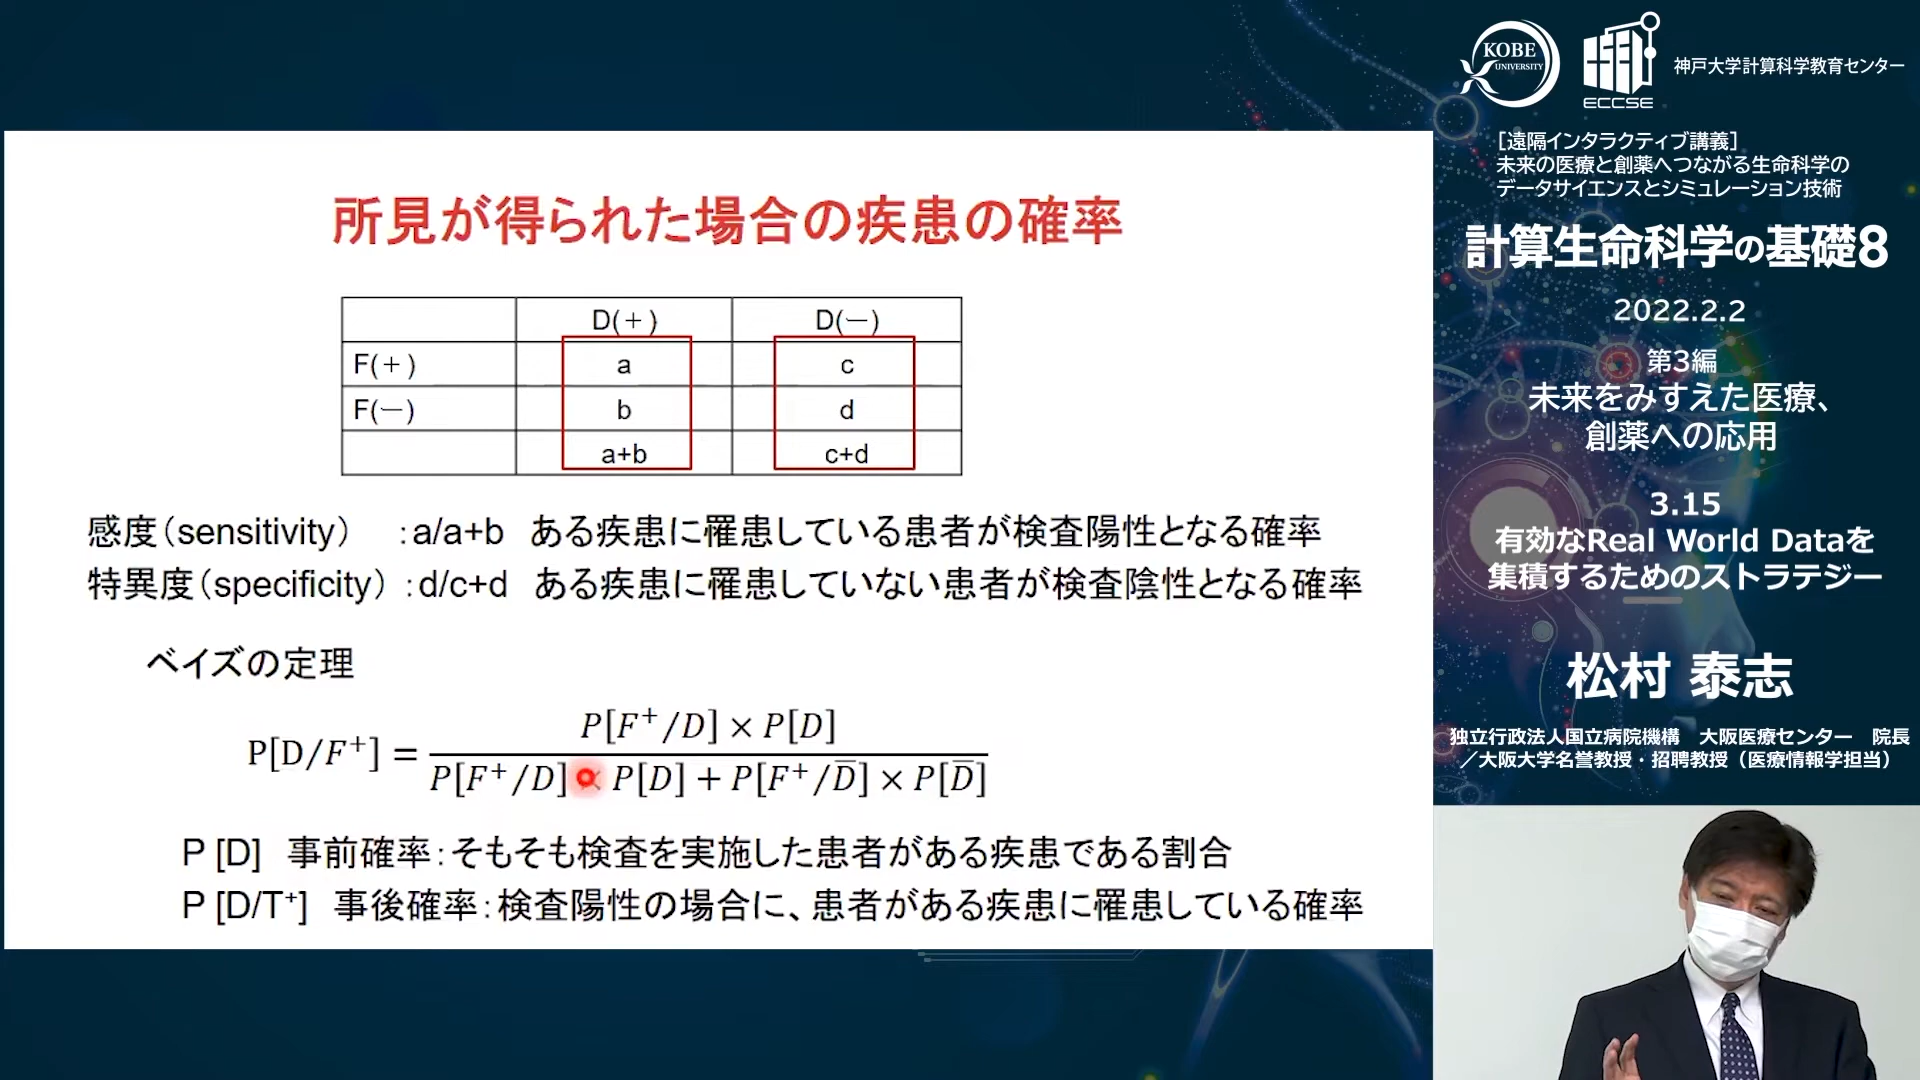 所見が得られた場合の疾患の確率
D(＋) D(－)
F(＋) a c
F(－) b d
a+b c+d
感度（sensitivity）　：a/a+b　ある疾患に罹患している患者が検査陽性となる確率
特異度（specificity）：d/c+d　ある疾患に罹患していない患者が検査陰性となる確率
ベイズの定理
P[F⁺/D] × P[D]
P[D/F⁺] =
P[F⁺/D] × P[D] + P[F⁺/D̅] × P[D̅]
P [D]　事前確率：そもそも検査を実施した患者がある疾患である割合
P [D/T⁺]　事後確率：検査陽性の場合に、患者がある疾患に罹患している確率
KOBE
UNIVERSITY
ECCSE
神戸大学計算科学教育センター
［遠隔インタラクティブ講義］
未来の医療と創薬へつながる生命科学の
データサイエンスとシミュレーション技術
計算生命科学の基礎8
2022.2.2
第3編
未来をみすえた医療、
創薬への応用
3.15
有効なReal World Dataを
集積するためのストラテジー
松村 泰志
独立行政法人国立病院機構　大阪医療センター　院長
／大阪大学名誉教授・招聘教授（医療情報学担当）